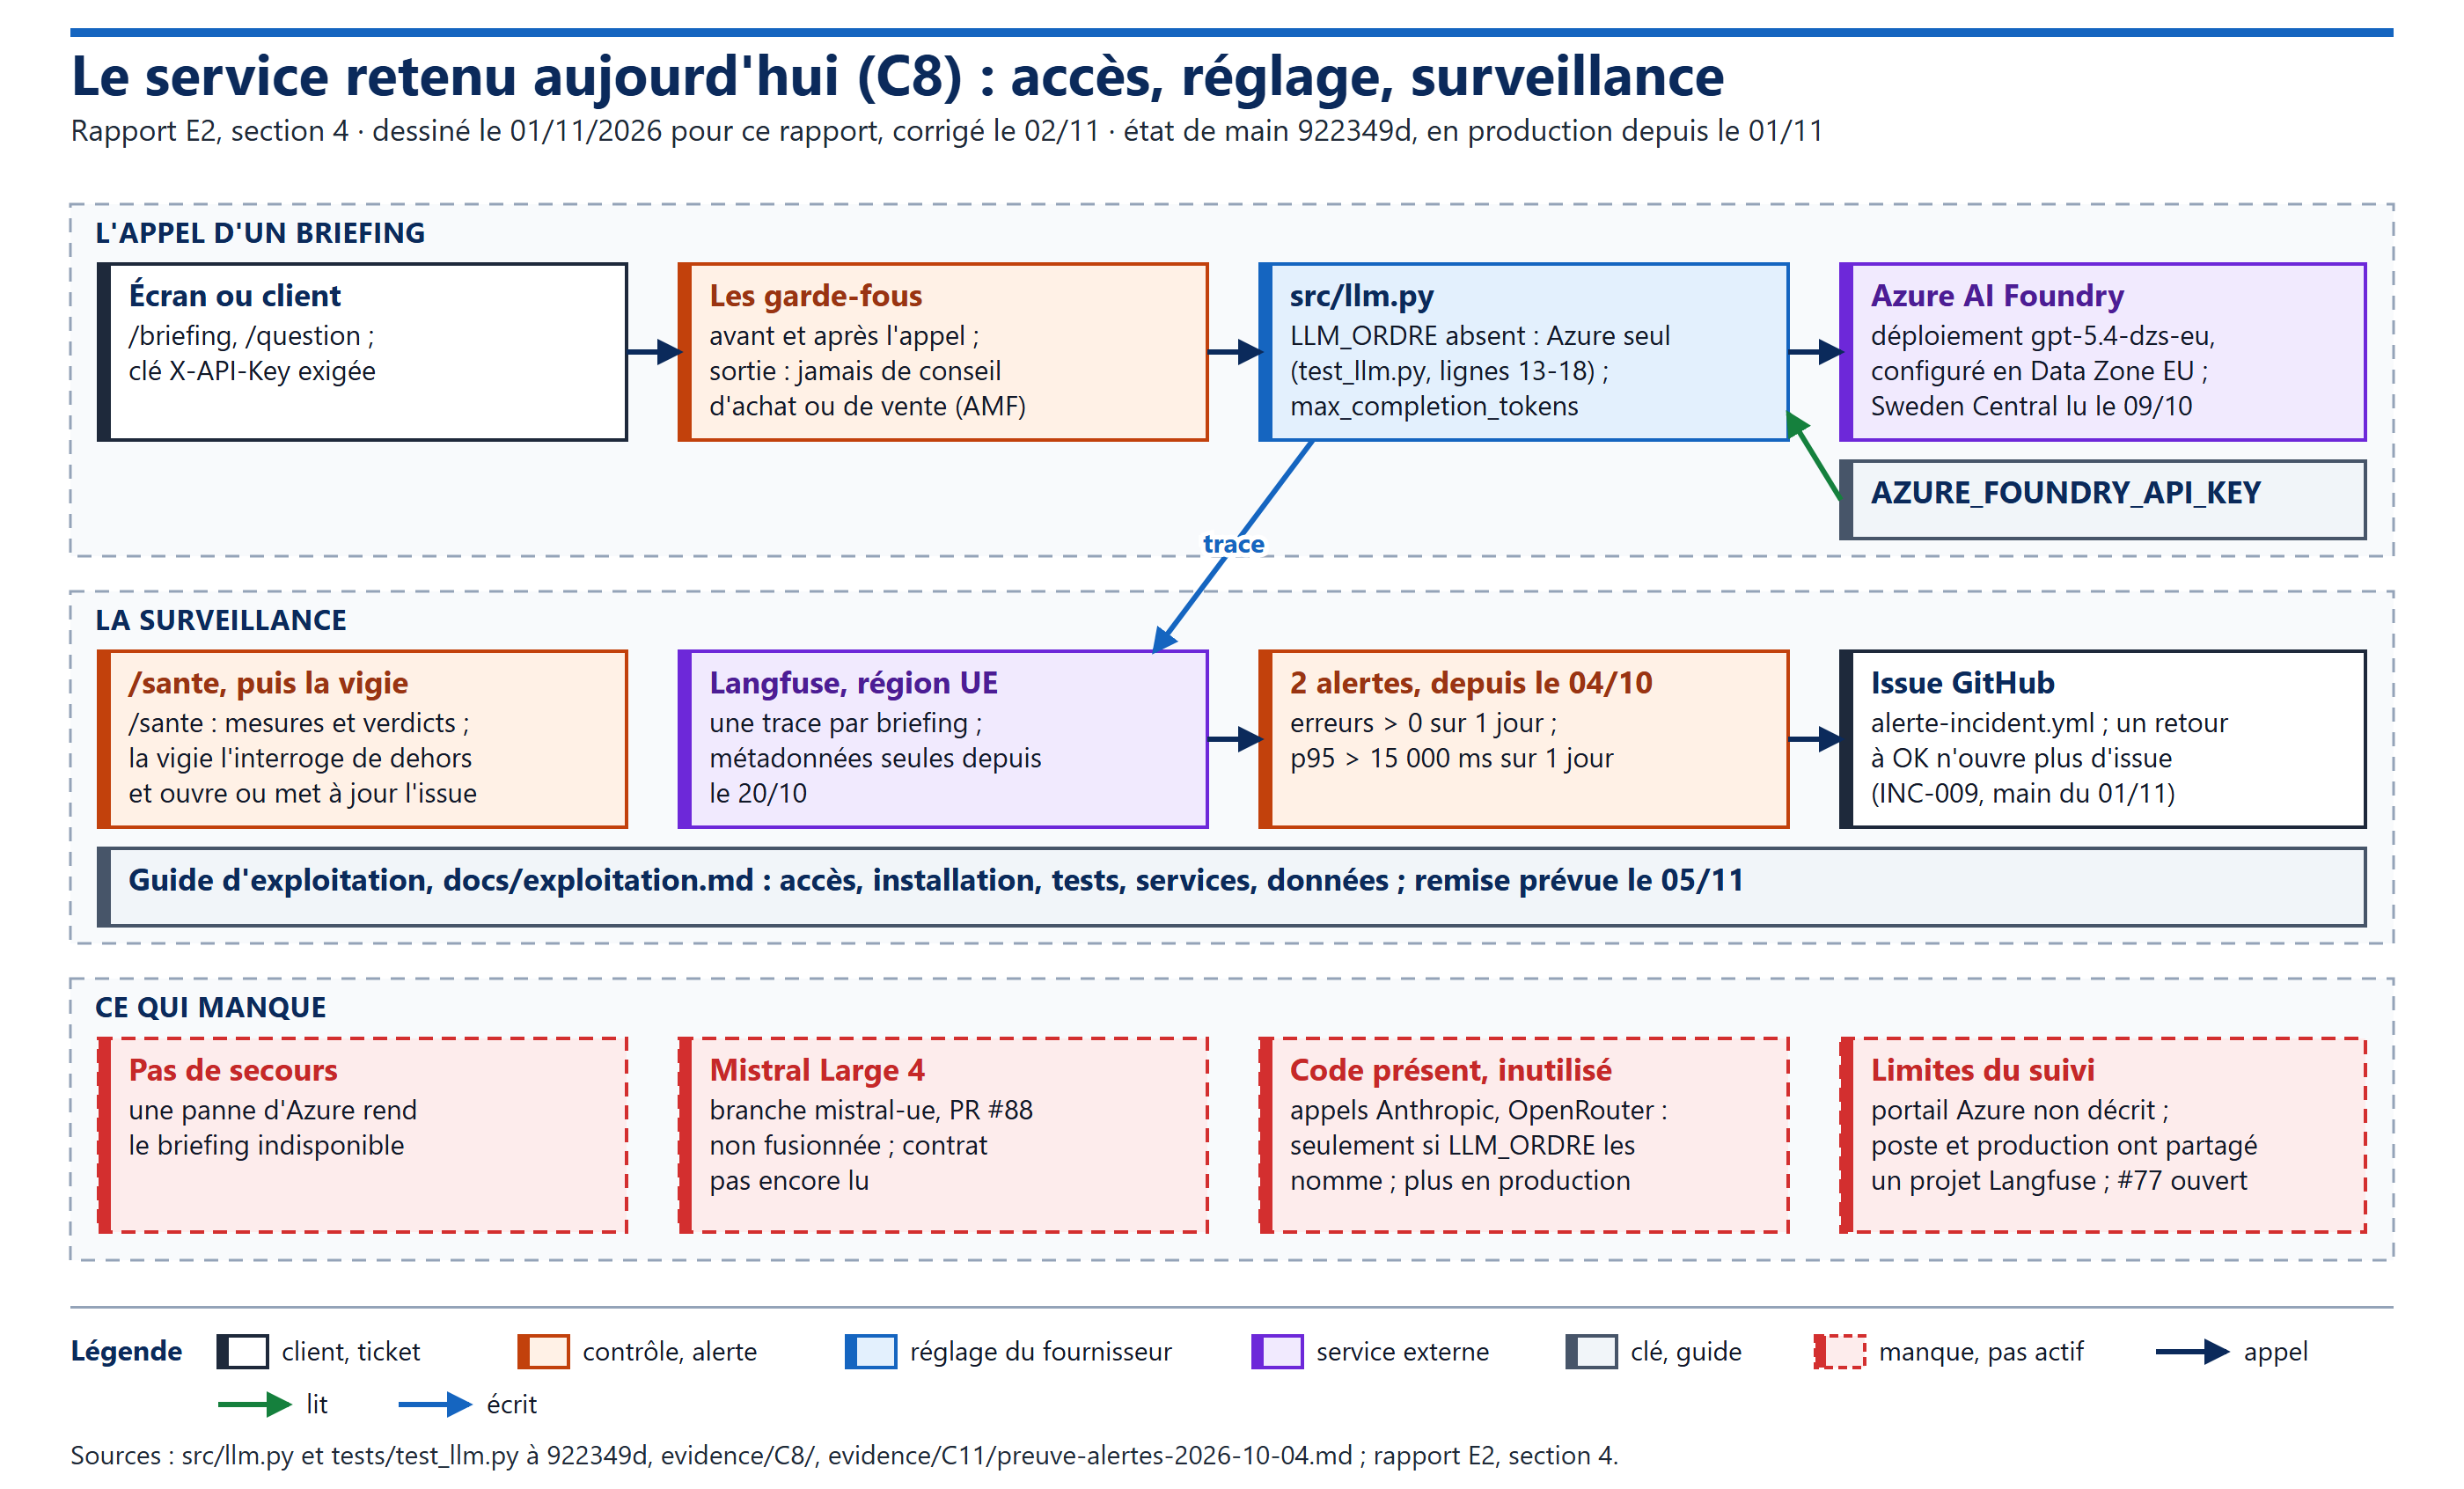 Le service retenu aujourd'hui (C8) : accès, réglage, surveillance
Rapport E2, section 4 · dessiné le 01/11/2026 pour ce rapport, corrigé le 02/11 · état de main 922349d, en production depuis le 01/11
L'APPEL D'UN BRIEFING
Écran ou client
/briefing, /question ;
clé X-API-Key exigée
Les garde-fous
avant et après l'appel ;
sortie : jamais de conseil
d'achat ou de vente (AMF)
src/llm.py
LLM_ORDRE absent : Azure seul
(test_llm.py, lignes 13-18) ;
max_completion_tokens
Azure AI Foundry
déploiement gpt-5.4-dzs-eu,
configuré en Data Zone EU ;
Sweden Central lu le 09/10
AZURE_FOUNDRY_API_KEY
trace
LA SURVEILLANCE
/sante, puis la vigie
/sante : mesures et verdicts ;
la vigie l'interroge de dehors
et ouvre ou met à jour l'issue
Langfuse, région UE
une trace par briefing ;
métadonnées seules depuis
le 20/10
2 alertes, depuis le 04/10
erreurs > 0 sur 1 jour ;
p95 > 15 000 ms sur 1 jour
Issue GitHub
alerte-incident.yml ; un retour
à OK n'ouvre plus d'issue
(INC-009, main du 01/11)
Guide d'exploitation, docs/exploitation.md : accès, installation, tests, services, données ; remise prévue le 05/11
CE QUI MANQUE
Pas de secours
une panne d'Azure rend
le briefing indisponible
Mistral Large 4
branche mistral-ue, PR #88
non fusionnée ; contrat
pas encore lu
Code présent, inutilisé
appels Anthropic, OpenRouter :
seulement si LLM_ORDRE les
nomme ; plus en production
Limites du suivi
portail Azure non décrit ;
poste et production ont partagé
un projet Langfuse ; #77 ouvert
Légende
client, ticket
contrôle, alerte
réglage du fournisseur
service externe
clé, guide
manque, pas actif
appel
lit
écrit
Sources : src/llm.py et tests/test_llm.py à 922349d, evidence/C8/, evidence/C11/preuve-alertes-2026-10-04.md ; rapport E2, section 4.